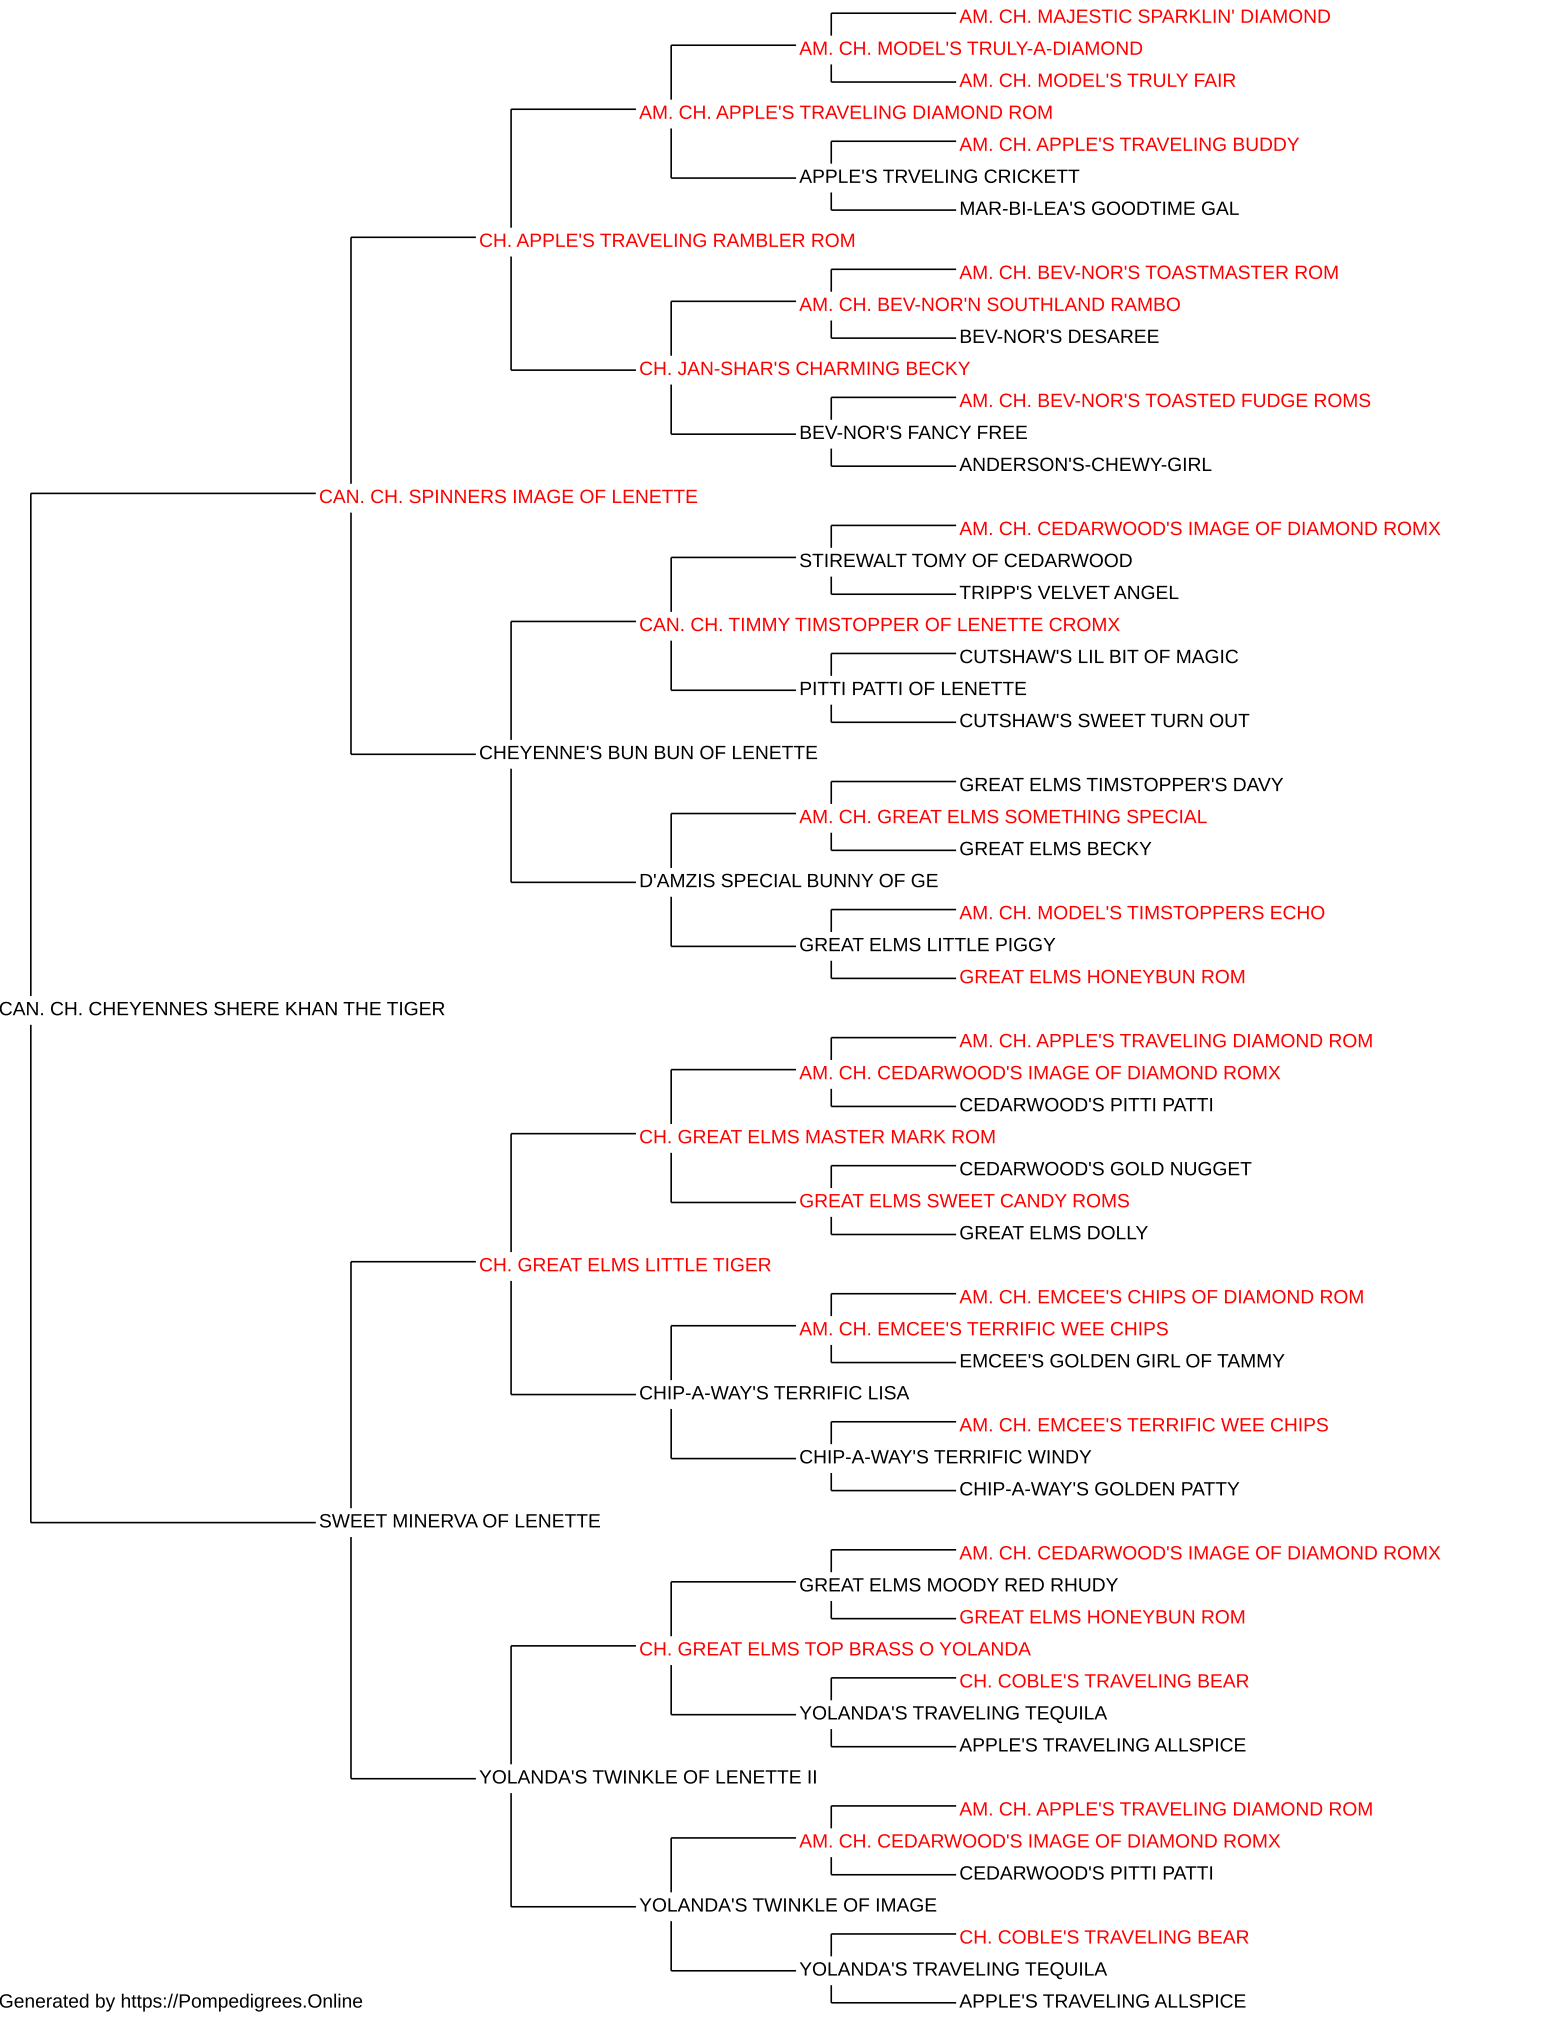 AM. CH. MAJESTIC SPARKLIN' DIAMOND
AM. CH. MODEL'S TRULY-A-DIAMOND
AM. CH. MODEL'S TRULY FAIR
AM. CH. APPLE'S TRAVELING DIAMOND ROM
AM. CH. APPLE'S TRAVELING BUDDY
APPLE'S TRVELING CRICKETT
MAR-BI-LEA'S GOODTIME GAL
CH. APPLE'S TRAVELING RAMBLER ROM
AM. CH. BEV-NOR'S TOASTMASTER ROM
AM. CH. BEV-NOR'N SOUTHLAND RAMBO
BEV-NOR'S DESAREE
CH. JAN-SHAR'S CHARMING BECKY
AM. CH. BEV-NOR'S TOASTED FUDGE ROMS
BEV-NOR'S FANCY FREE
ANDERSON'S-CHEWY-GIRL
CAN. CH. SPINNERS IMAGE OF LENETTE
AM. CH. CEDARWOOD'S IMAGE OF DIAMOND ROMX
STIREWALT TOMY OF CEDARWOOD
TRIPP'S VELVET ANGEL
CAN. CH. TIMMY TIMSTOPPER OF LENETTE CROMX
CUTSHAW'S LIL BIT OF MAGIC
PITTI PATTI OF LENETTE
CUTSHAW'S SWEET TURN OUT
CHEYENNE'S BUN BUN OF LENETTE
GREAT ELMS TIMSTOPPER'S DAVY
AM. CH. GREAT ELMS SOMETHING SPECIAL
GREAT ELMS BECKY
D'AMZIS SPECIAL BUNNY OF GE
AM. CH. MODEL'S TIMSTOPPERS ECHO
GREAT ELMS LITTLE PIGGY
GREAT ELMS HONEYBUN ROM
CAN. CH. CHEYENNES SHERE KHAN THE TIGER
AM. CH. APPLE'S TRAVELING DIAMOND ROM
AM. CH. CEDARWOOD'S IMAGE OF DIAMOND ROMX
CEDARWOOD'S PITTI PATTI
CH. GREAT ELMS MASTER MARK ROM
CEDARWOOD'S GOLD NUGGET
GREAT ELMS SWEET CANDY ROMS
GREAT ELMS DOLLY
CH. GREAT ELMS LITTLE TIGER
AM. CH. EMCEE'S CHIPS OF DIAMOND ROM
AM. CH. EMCEE'S TERRIFIC WEE CHIPS
EMCEE'S GOLDEN GIRL OF TAMMY
CHIP-A-WAY'S TERRIFIC LISA
AM. CH. EMCEE'S TERRIFIC WEE CHIPS
CHIP-A-WAY'S TERRIFIC WINDY
CHIP-A-WAY'S GOLDEN PATTY
SWEET MINERVA OF LENETTE
AM. CH. CEDARWOOD'S IMAGE OF DIAMOND ROMX
GREAT ELMS MOODY RED RHUDY
GREAT ELMS HONEYBUN ROM
CH. GREAT ELMS TOP BRASS O YOLANDA
CH. COBLE'S TRAVELING BEAR
YOLANDA'S TRAVELING TEQUILA
APPLE'S TRAVELING ALLSPICE
YOLANDA'S TWINKLE OF LENETTE II
AM. CH. APPLE'S TRAVELING DIAMOND ROM
AM. CH. CEDARWOOD'S IMAGE OF DIAMOND ROMX
CEDARWOOD'S PITTI PATTI
YOLANDA'S TWINKLE OF IMAGE
CH. COBLE'S TRAVELING BEAR
YOLANDA'S TRAVELING TEQUILA
APPLE'S TRAVELING ALLSPICE
Generated by https://Pompedigrees.Online